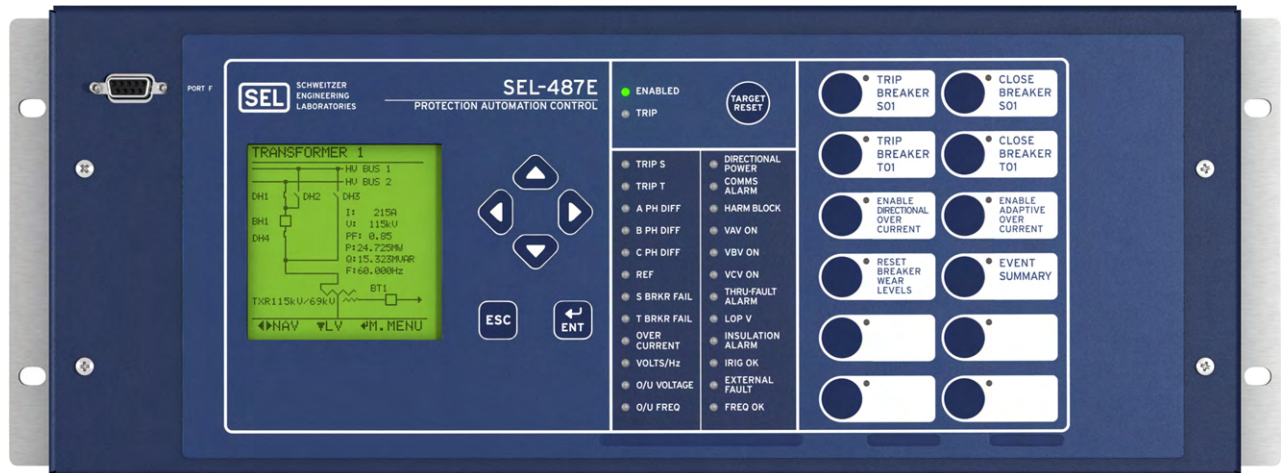 PORT F
SEL
SCHWEITZER
ENGINEERING
LABORATORIES
SEL-487E
PROTECTION AUTOMATION CONTROL
TRANSFORMER 1
HV BUS 1
HV BUS 2
DH1
DH2
DH3
BH1
DH4
I: 215A
V: 115kV
PF: 0.85
P:24.725MW
Q:15.323MVAR
F:60.000Hz
BT1
TXR115kV/69kV
NAV
LV
M.MENU
ESC
ENT
ENABLED
TRIP
TARGET
RESET
TRIP S
TRIP T
A PH DIFF
B PH DIFF
C PH DIFF
REF
S BRKR FAIL
T BRKR FAIL
OVER
CURRENT
VOLTS/Hz
O/U VOLTAGE
O/U FREQ
DIRECTIONAL
POWER
COMMS
ALARM
HARM BLOCK
VAV ON
VBV ON
VCV ON
THRU-FAULT
ALARM
LOP V
INSULATION
ALARM
IRIG OK
EXTERNAL
FAULT
FREQ OK
TRIP
BREAKER
S01
CLOSE
BREAKER
S01
TRIP
BREAKER
T01
CLOSE
BREAKER
T01
ENABLE
DIRECTIONAL
OVER
CURRENT
ENABLE
ADAPTIVE
OVER
CURRENT
RESET
BREAKER
WEAR
LEVELS
EVENT
SUMMARY